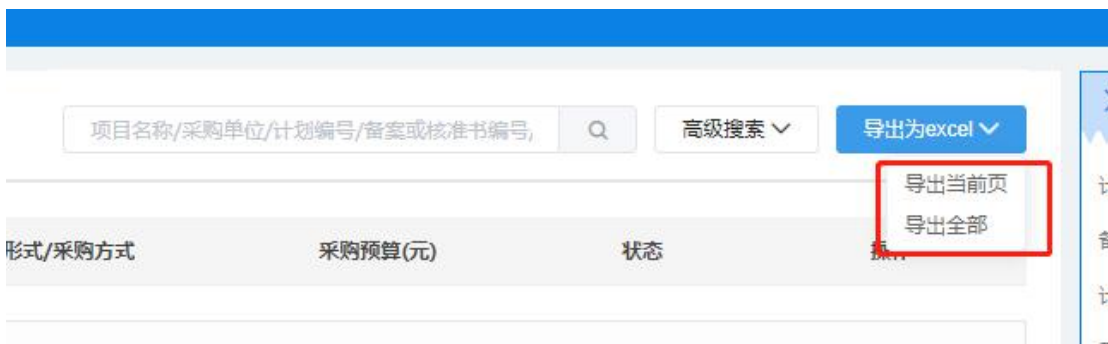 项目名称/采购单位/计划编号/备案或核准书编号,
高级搜索
导出为excel
导出当前页
导出全部
形式/采购方式
采购预算(元)
状态